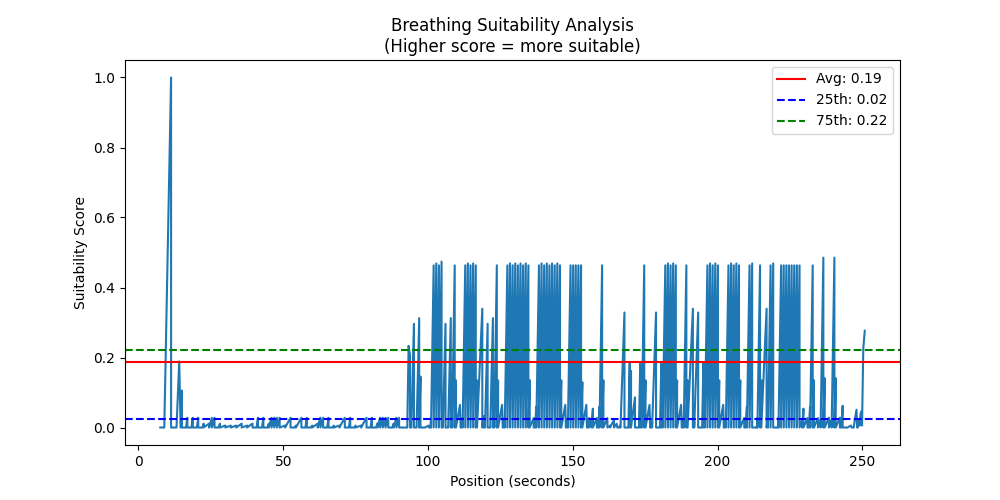 Breathing Suitability Analysis
(Higher score = more suitable)
Avg: 0.19
25th: 0.02
75th: 0.22
Suitability Score
1.0
0.8
0.6
0.4
0.2
0.0
0 50 100 150 200 250
Position (seconds)